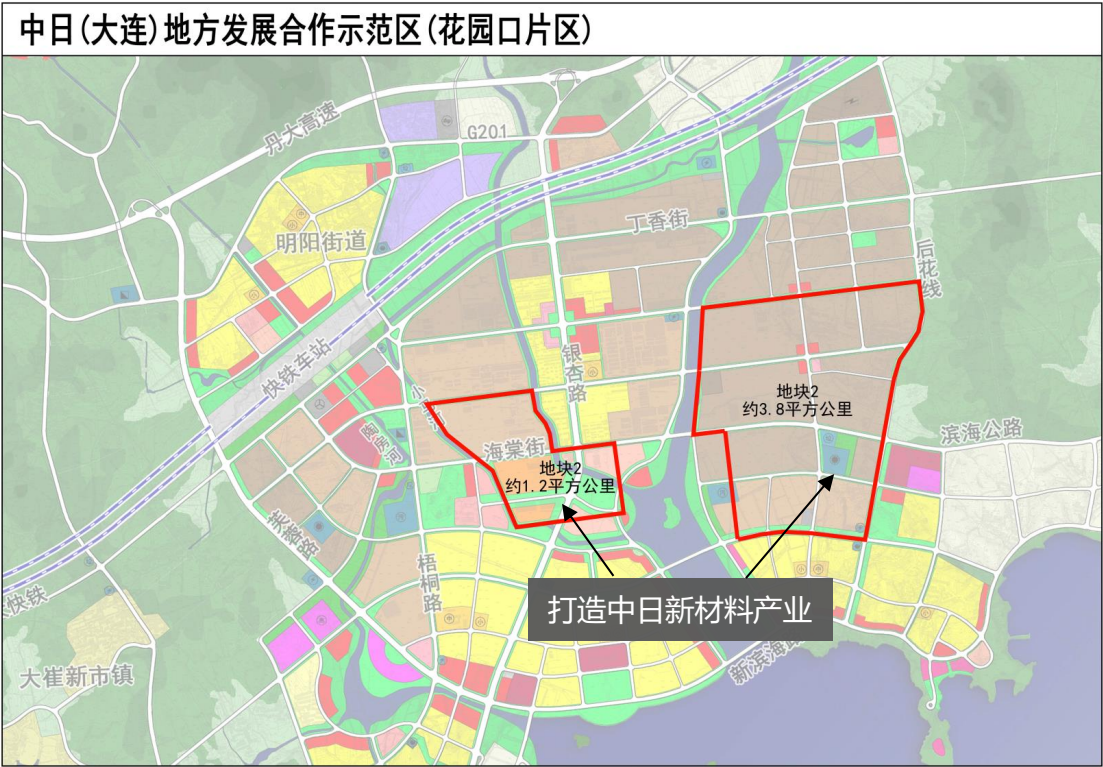 中日(大连)地方发展合作示范区(花园口片区)
丹大高速
G201
丁香街
明阳街道
后花线
快铁车站
银杏路
地块2
约3.8平方公里
海棠街
滨海公路
地块2
约1.2平方公里
芙蓉路
梧桐路
快铁
打造中日新材料产业
大崔新市镇
新滨海路